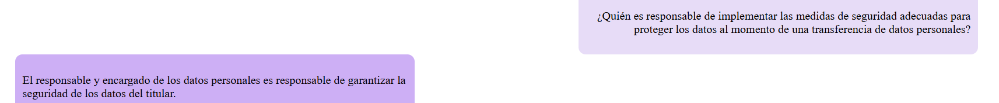 ¿Quién es responsable de implementar las medidas de seguridad adecuadas para
proteger los datos al momento de una transferencia de datos personales?
El responsable y encargado de los datos personales es responsable de garantizar la
seguridad de los datos del titular.